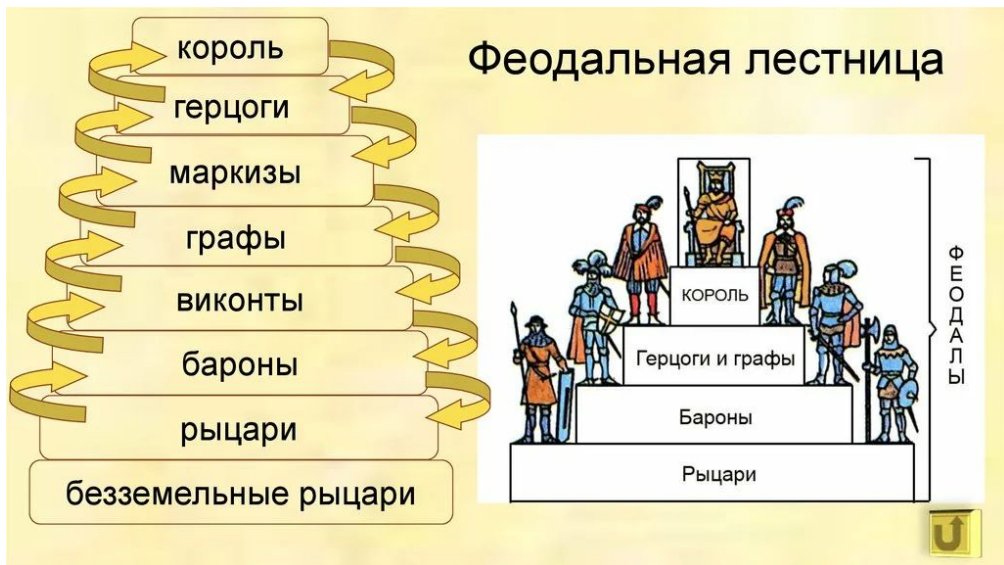 Феодальная лестница
король
герцоги
маркизы
графы
виконты
бароны
рыцари
безземельные рыцари
КОРОЛЬ
Герцоги и графы
Бароны
Рыцари
ФЕОДАЛЫ